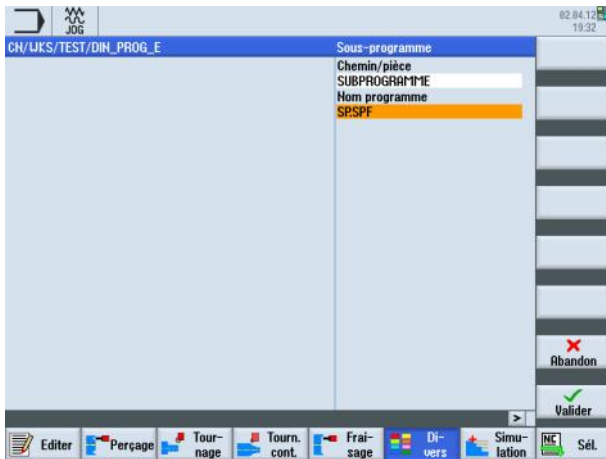 JOG
02.04.12
19:32
CN/WKS/TEST/DIN_PROG_E
Sous-programme
Chemin/pièce
SUBPROGRAMME
Nom programme
SP.SPF
Abandon
Valider
>
Editer
Perçage
Tour-
nage
Tourn.
cont.
Frai-
sage
Di-
vers
Simu-
lation
NC
Sél.